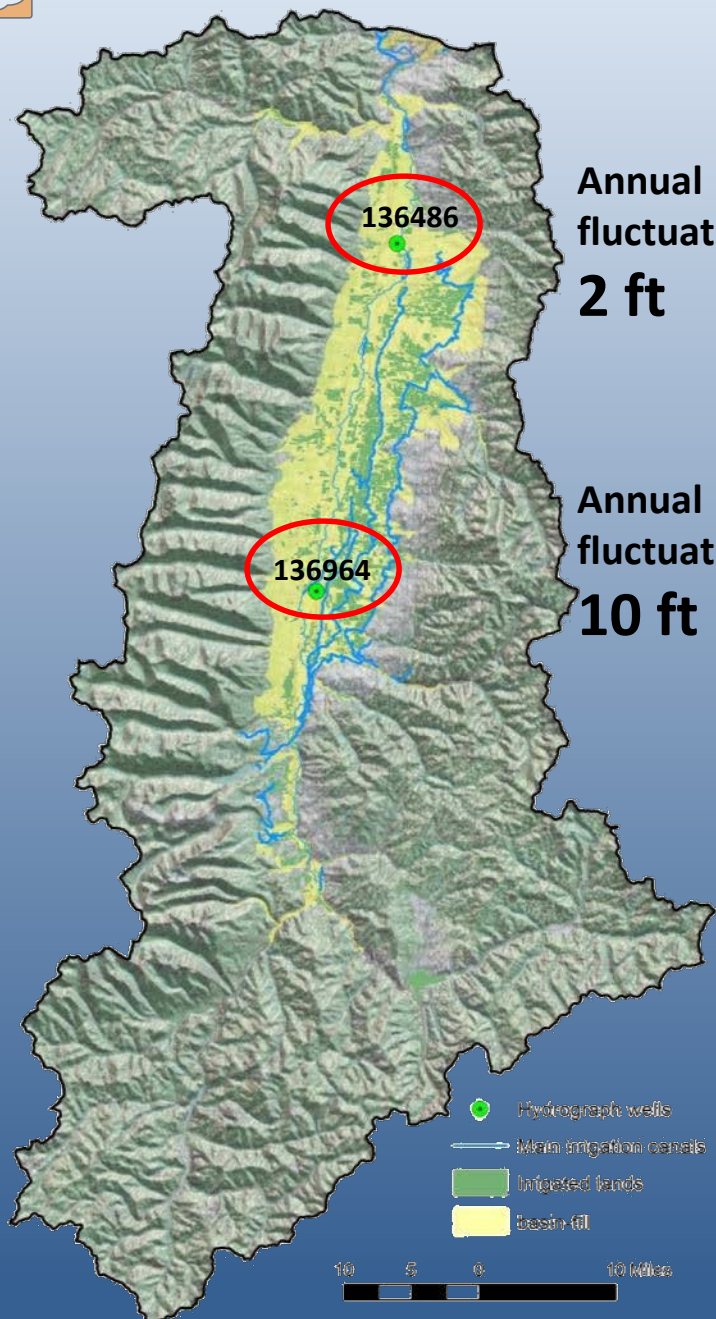 136486
Annual
fluctuat
2 ft
136964
Annual
fluctuat
10 ft
Hydrograph wells
Main irrigation canals
Irrigated lands
basin-fill
10 5 0 10 Miles